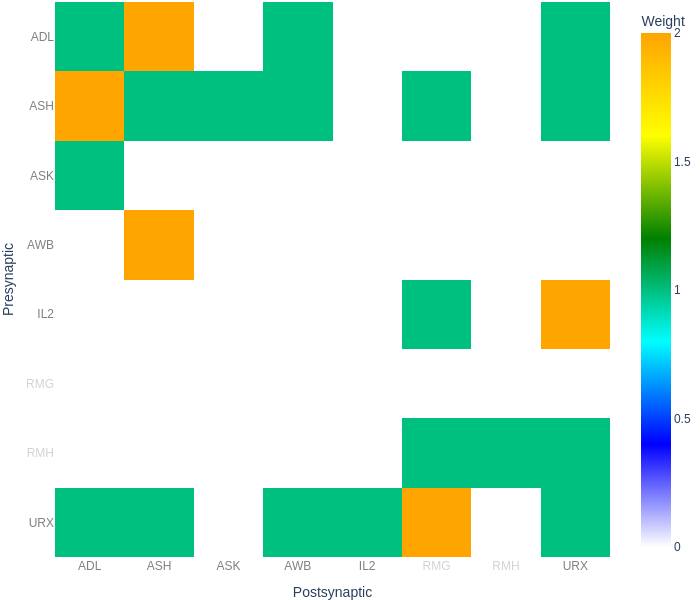 Weight
ADL
ASH
ASK
AWB
IL2
RMG
RMH
URX
Presynaptic
ADL ASH ASK AWB IL2 RMG RMH URX
Postsynaptic
2
1.5
1
0.5
0